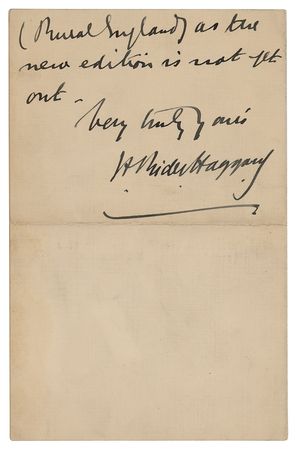 (Rural England) as the
new edition is not yet
out -
Very truly yours
H Rider Haggard